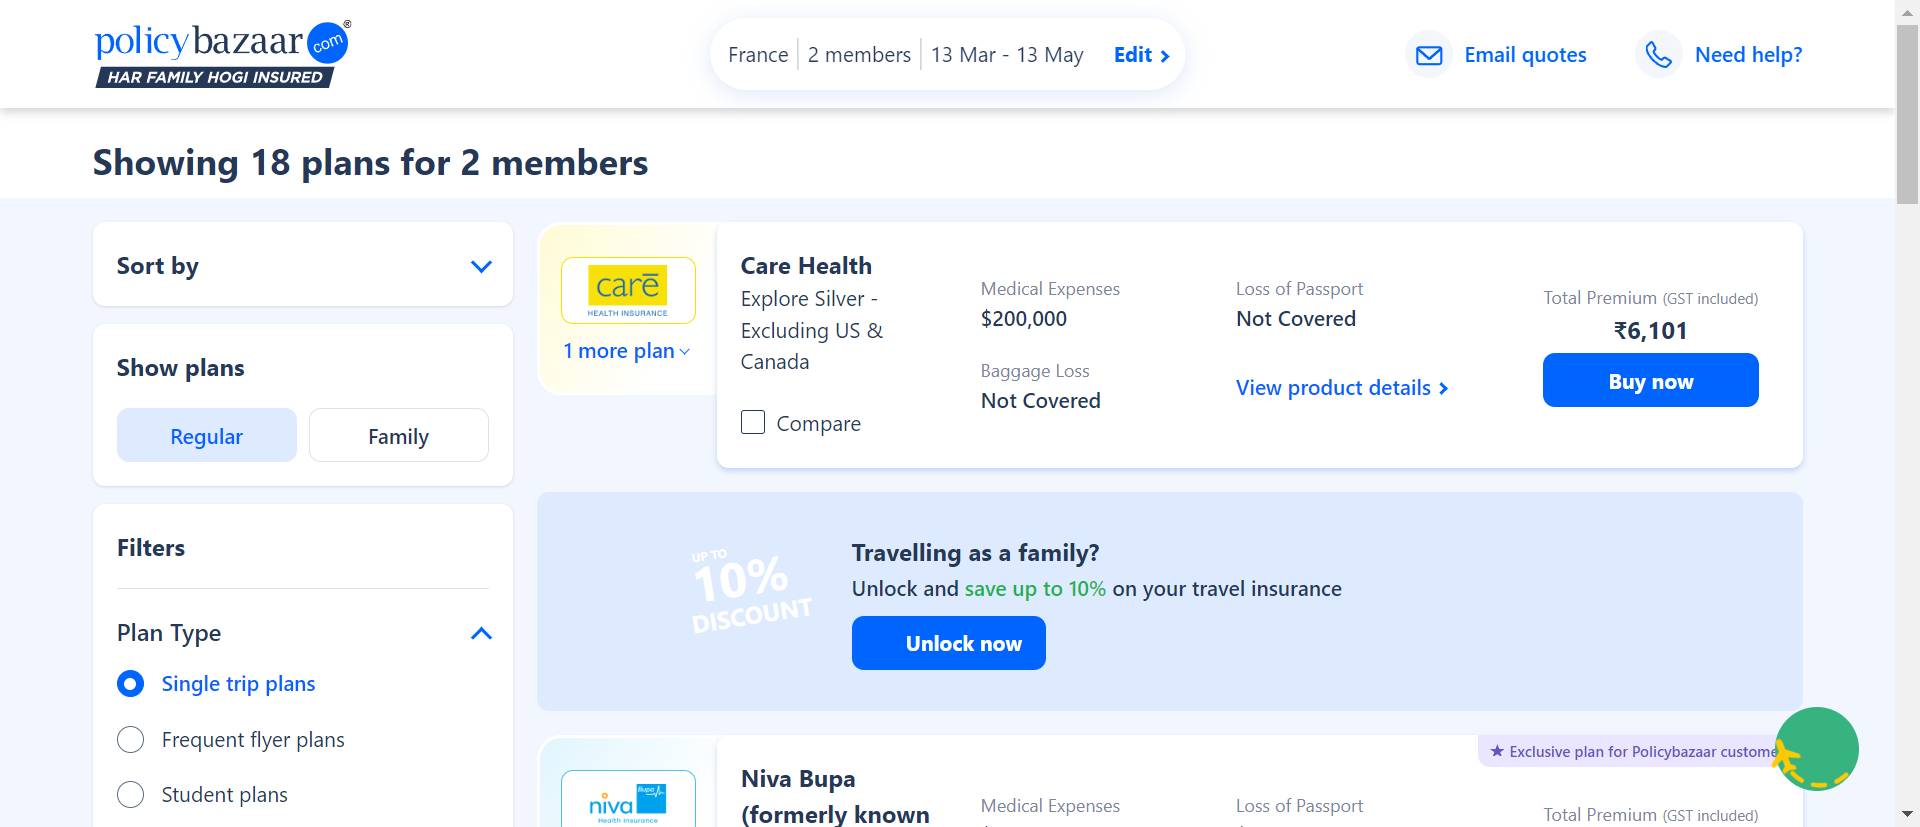 policybazaar.com®
HAR FAMILY HOGI INSURED
France
2 members
13 Mar - 13 May
Edit
Email quotes
Need help?
Showing 18 plans for 2 members
Sort by
Show plans
Regular
Family
Filters
Plan Type
Single trip plans
Frequent flyer plans
Student plans
care
HEALTH INSURANCE
1 more plan
Care Health
Explore Silver -
Excluding US &
Canada
Compare
Medical Expenses
$200,000
Baggage Loss
Not Covered
Loss of Passport
Not Covered
View product details
Total Premium (GST included)
₹6,101
Buy now
UP TO
10%
DISCOUNT
Travelling as a family?
Unlock and save up to 10% on your travel insurance
Unlock now
Exclusive plan for Policybazaar custome
niva Bupa
Health Insurance
Niva Bupa
(formerly known
Medical Expenses
Loss of Passport
Total Premium (GST included)